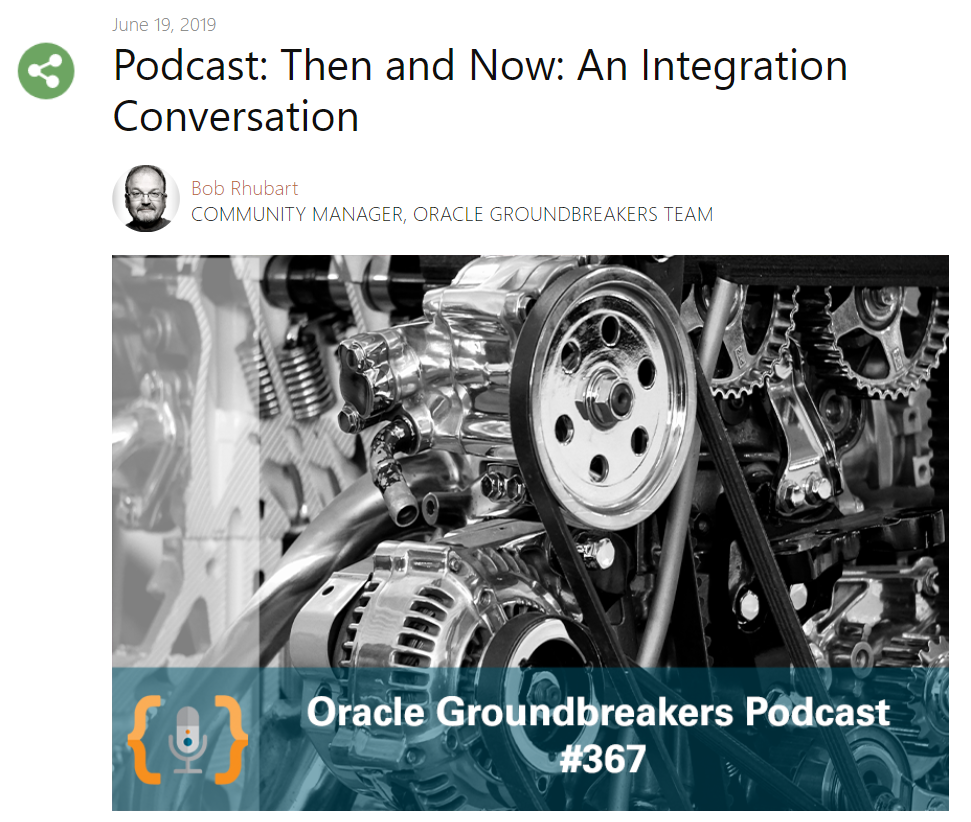 June 19, 2019
Podcast: Then and Now: An Integration
Conversation
Bob Rhubart
COMMUNITY MANAGER, ORACLE GROUNDBREAKERS TEAM
Oracle Groundbreakers Podcast
#367